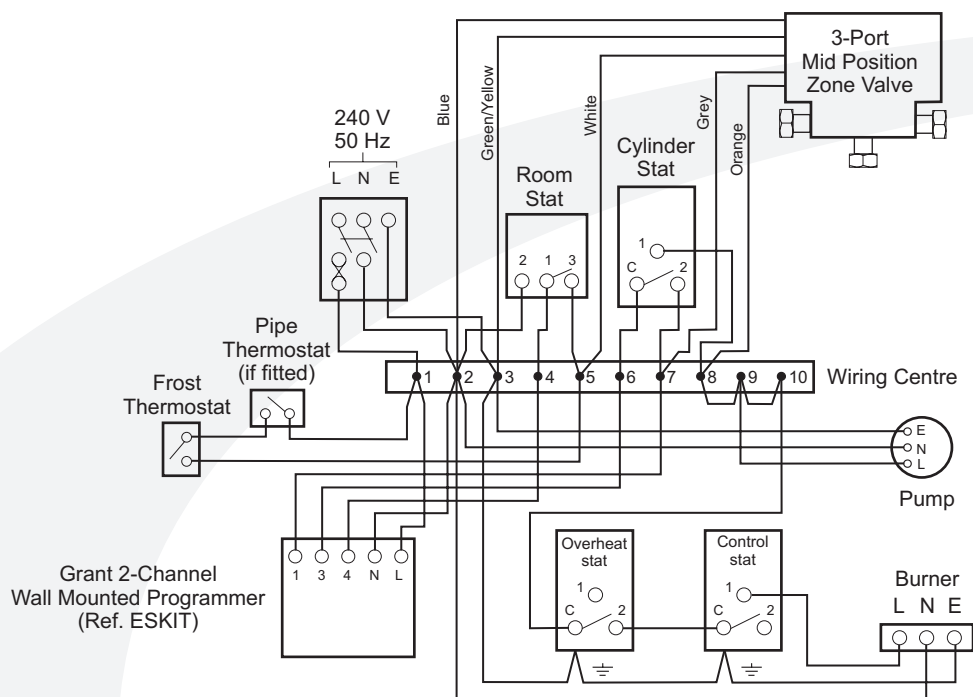 3-Port
Mid Position
Zone Valve
Blue
Green/Yellow
White
Grey
Orange
240 V
50 Hz
L N E
Room
Stat
2 1 3
Cylinder
Stat
1
C 2
Pipe
Thermostat
(if fitted)
Frost
Thermostat
1 2 3 4 5 6 7 8 9 10
Wiring Centre
E
N
L
Pump
Grant 2-Channel
Wall Mounted Programmer
(Ref. ESKIT)
1 3 4 N L
Overheat
stat
1
C 2
Control
stat
1
C 2
Burner
L N E